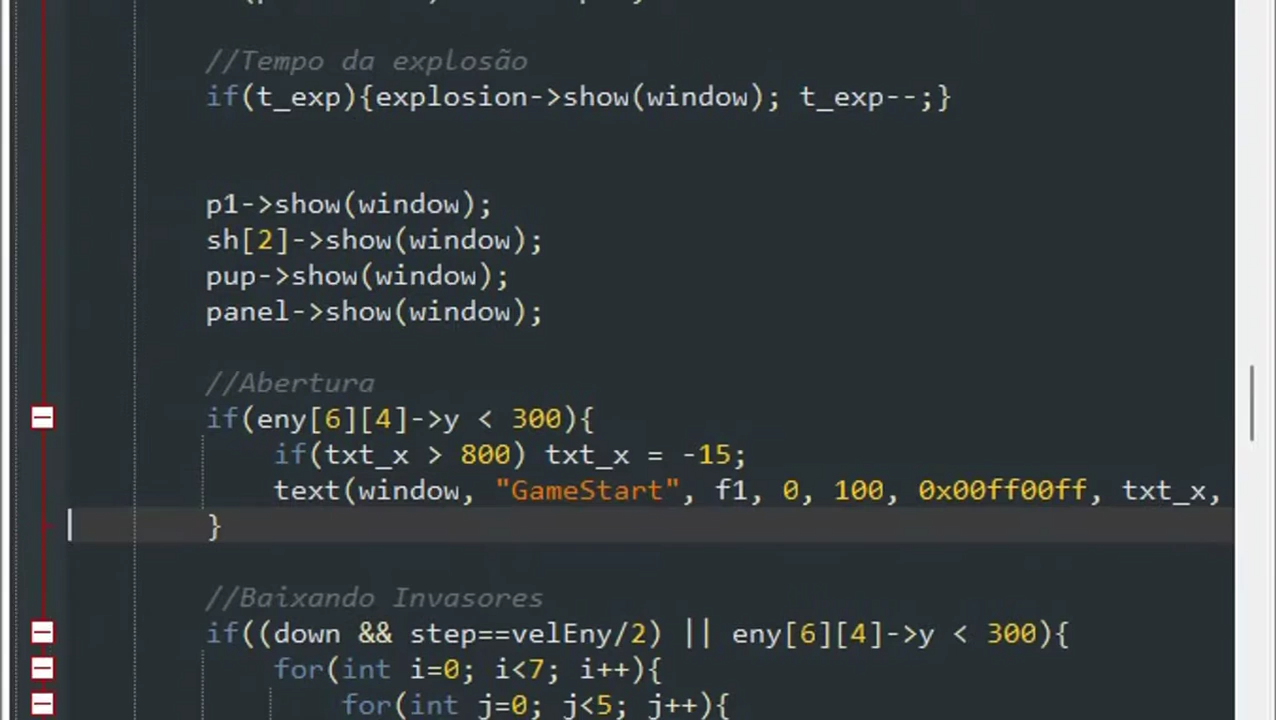 //Tempo da explosão
if(t_exp){explosion->show(window); t_exp--;}
p1->show(window);
sh[2]->show(window);
pup->show(window);
panel->show(window);
//Abertura
if(eny[6][4]->y < 300){
if(txt_x > 800) txt_x = -15;
text(window, "GameStart", f1, 0, 100, 0x00ff00ff, txt_x,
}
//Baixando Invasores
if((down && step==velEny/2) || eny[6][4]->y < 300){
for(int i=0; i<7; i++){
for(int j=0; j<5; j++){